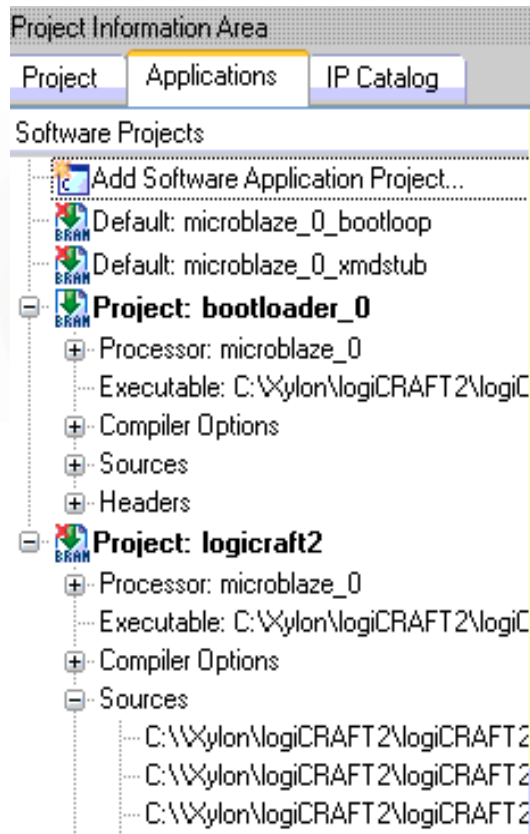 Project Information Area
Project Applications IP Catalog
Software Projects
Add Software Application Project...
Default: microblaze_0_bootloop
Default: microblaze_0_xmdstub
Project: bootloader_0
Processor: microblaze_0
Executable: C:\Xylon\logiCRAFT2\logiC
Compiler Options
Sources
Headers
Project: logicraft2
Processor: microblaze_0
Executable: C:\Xylon\logiCRAFT2\logiC
Compiler Options
Sources
C:\\Xylon\logiCRAFT2\logiCRAFT2
C:\\Xylon\logiCRAFT2\logiCRAFT2
C:\\Xylon\logiCRAFT2\logiCRAFT2